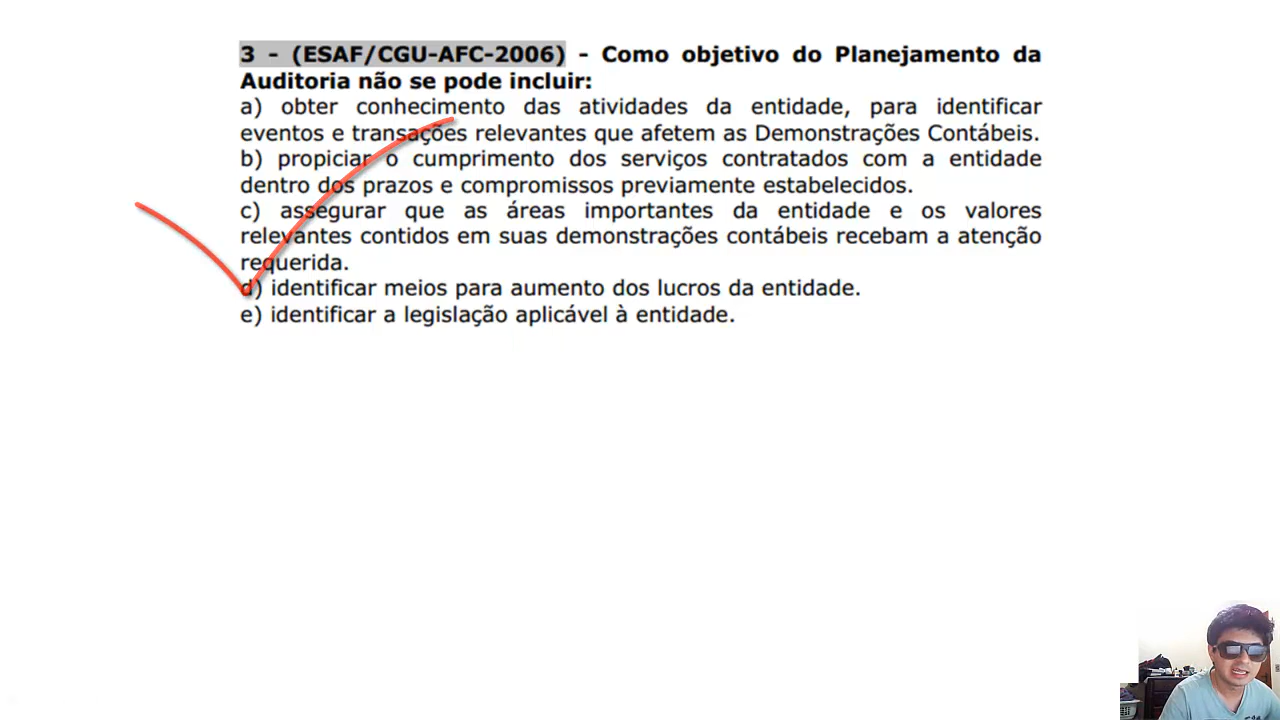 3 - (ESAF/CGU-AFC-2006) - Como objetivo do Planejamento da
Auditoria não se pode incluir:
a) obter conhecimento das atividades da entidade, para identificar
eventos e transações relevantes que afetem as Demonstrações Contábeis.
b) propiciar o cumprimento dos serviços contratados com a entidade
dentro dos prazos e compromissos previamente estabelecidos.
c) assegurar que as áreas importantes da entidade e os valores
relevantes contidos em suas demonstrações contábeis recebam a atenção
requerida.
d) identificar meios para aumento dos lucros da entidade.
e) identificar a legislação aplicável à entidade.